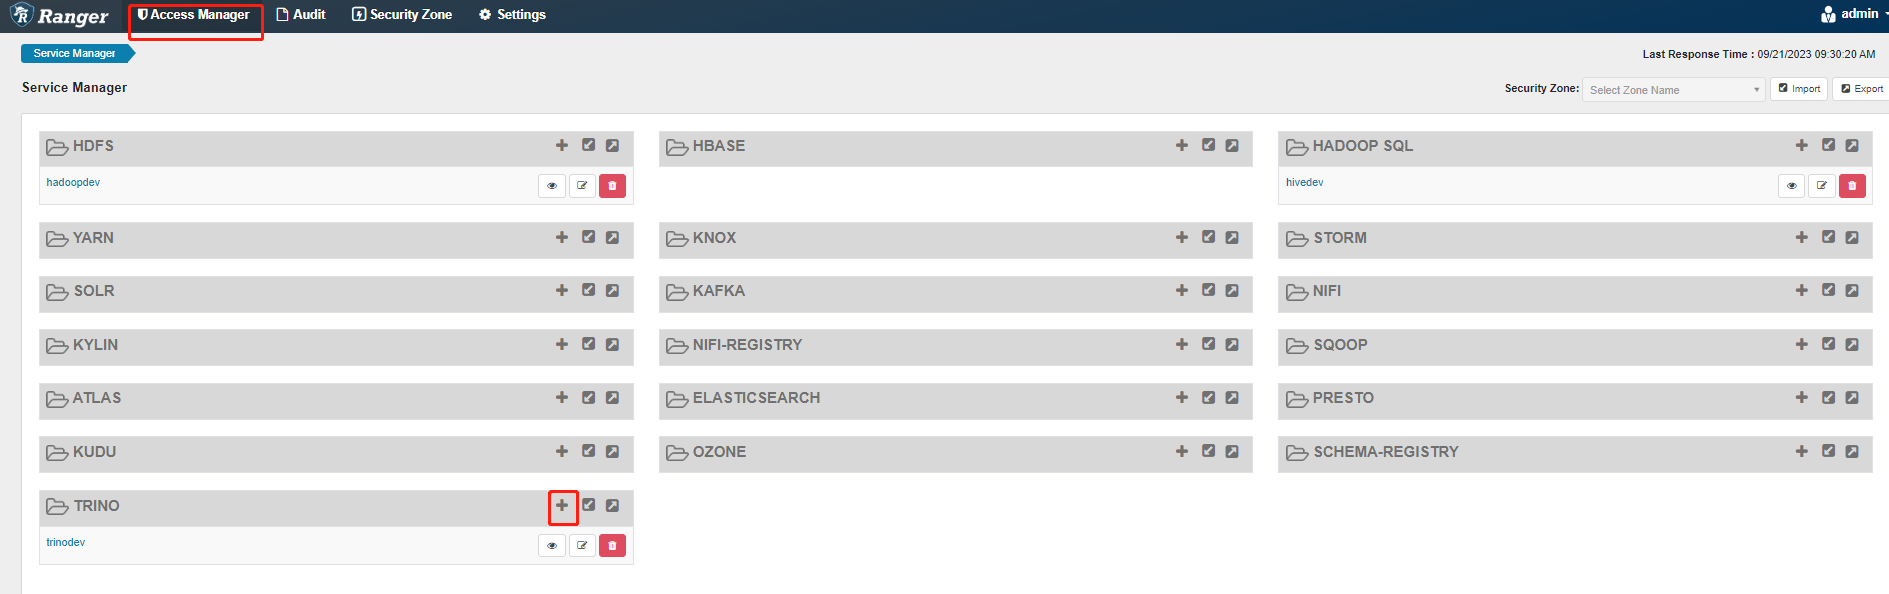 Ranger Access Manager Audit Security Zone Settings admin
Service Manager Last Response Time : 09/21/2023 09:30:20 AM
Service Manager Security Zone: Select Zone Name Import Export
HDFS HBASE HADOOP SQL
hadoopdev hivedev
YARN KNOX STORM
SOLR KAFKA NIFI
KYLIN NIFI-REGISTRY SQOOP
ATLAS ELASTICSEARCH PRESTO
KUDU OZONE SCHEMA-REGISTRY
TRINO
trinodev